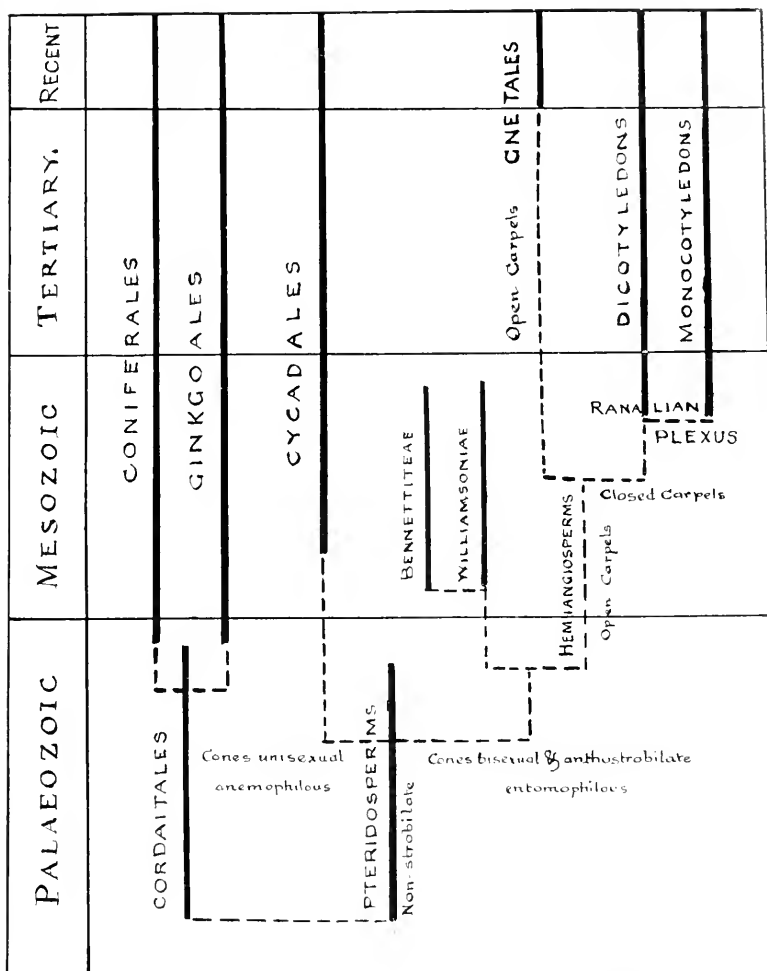 RECENT
TERTIARY.
MESOZOIC
PALAEOZOIC
CONIFERALES
GINKGOALES
CYCADALES
GNETALES
Open Carpels
DICOTYLEDONS
MONOCOTYLEDONS
RANALIAN
PLEXUS
BENNETTITEAE
WILLIAMSONIAE
Closed Carpels
HEMIANGIOSPERMS
Open Carpels
CORDAITALES
Cones unisexual
anemophilous
PTERIDOSPERMS
Non-strobilate
Cones bisexual & anthostrobilate
entomophilous